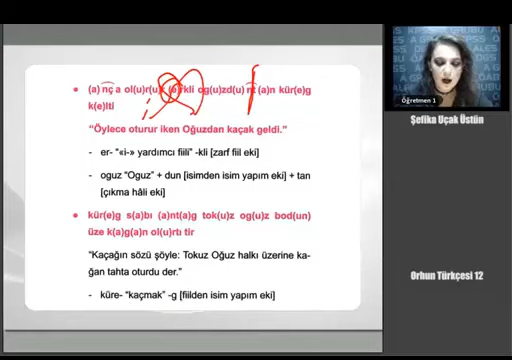 • (a) nç a ol(u)r(u)r (e)rkli og(u)zd(u) nt (a)n kür(e)g
k(e)lti
“Öylece oturur iken Oğuzdan kaçak geldi.”
- er- “«i-» yardımcı fiili” -kli [zarf fiil eki]
- oguz “Oguz” + dun [isimden isim yapım eki] + tan
[çıkma hâli eki]
• kür(e)g s(a)bı (a)nt(a)g tok(u)z og(u)z bod(un)
üze k(a)g(a)n ol(u)rtı tir
“Kaçağın sözü şöyle: Tokuz Oğuz halkı üzerine ka-
ğan tahta oturdu der.”
- küre- “kaçmak” -g [fiilden isim yapım eki]
Öğretmen 1
Şefika Uçak Üstün
Orhun Türkçesi 12